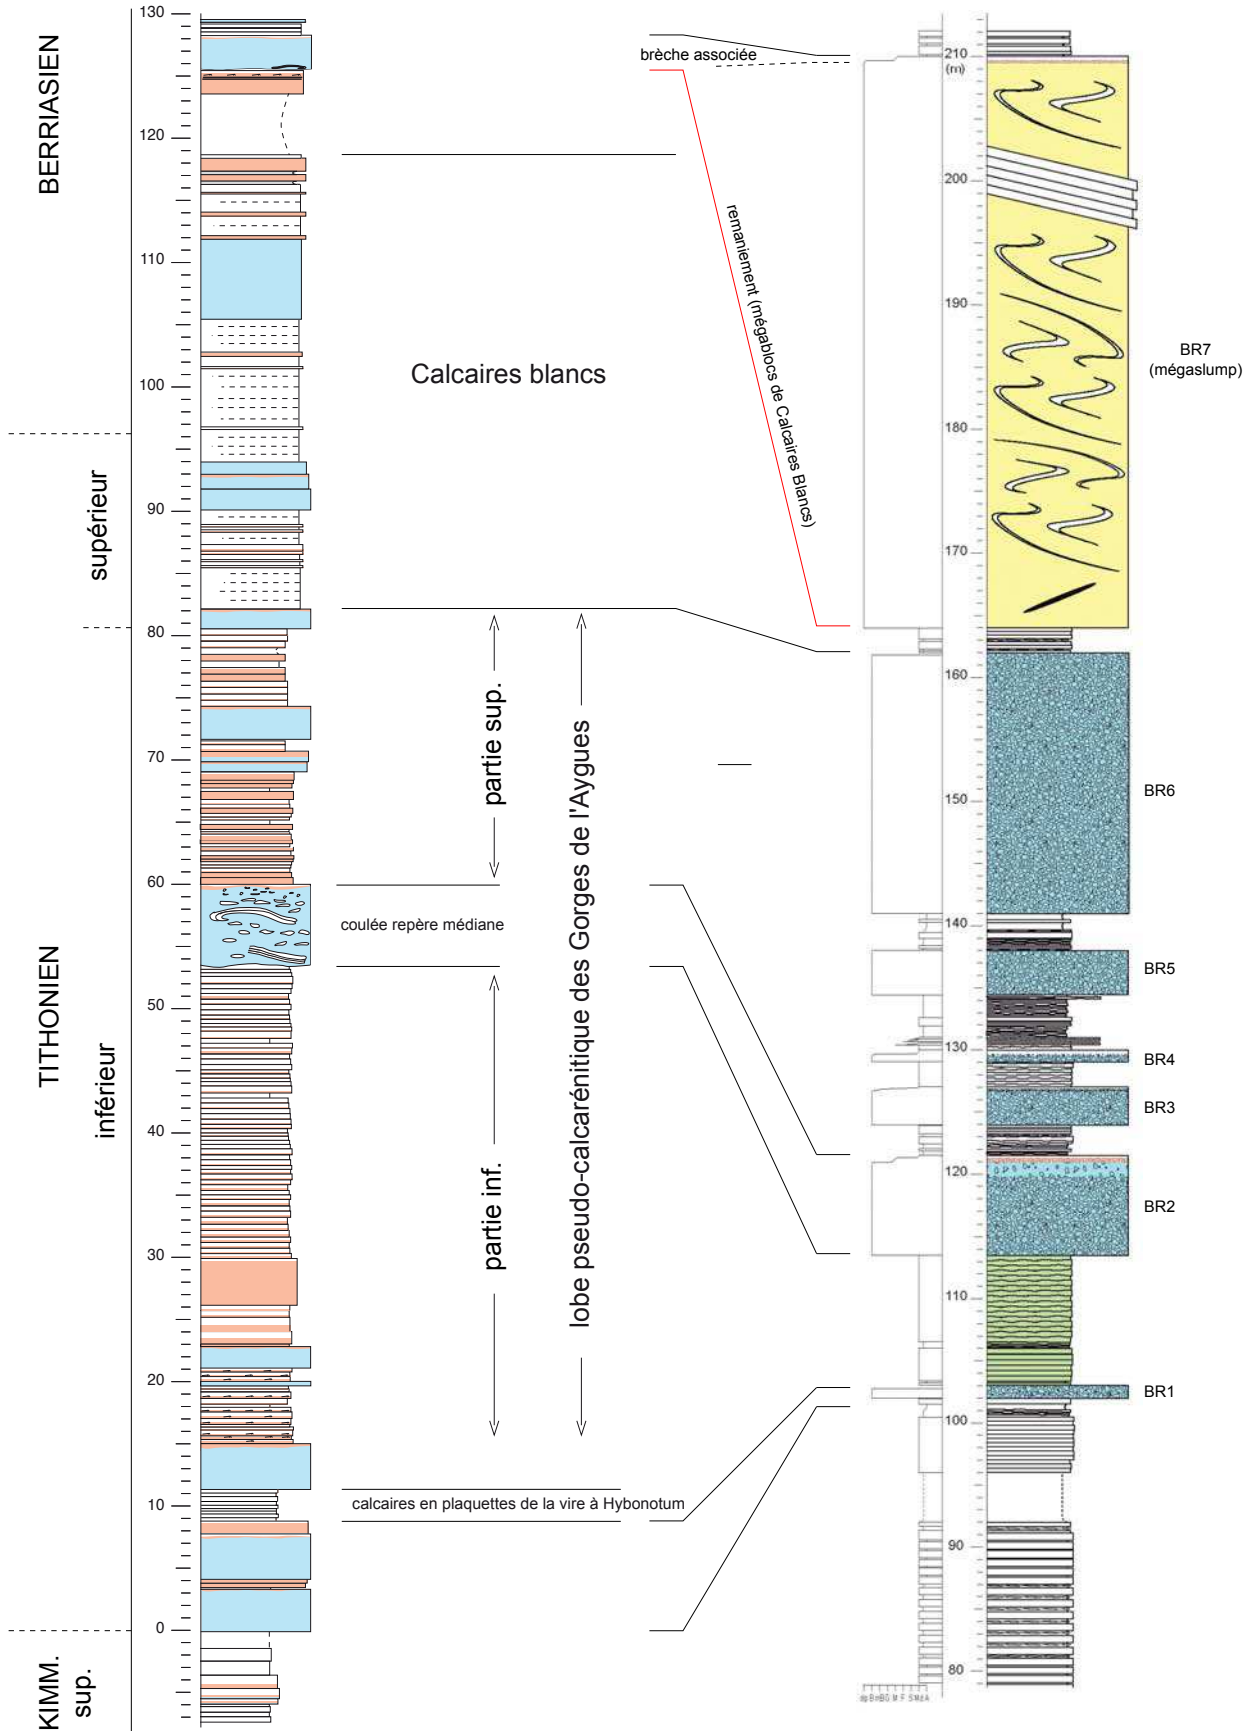 BERRIASIEN
supérieur
TITTHONIEN
inférieur
KIMM.
sup.
130
120
110
100
90
80
70
60
50
40
30
20
10
0
brèche associée
remaniement (mégablocs de Calcaires Blancs)
Calcaires blancs
partie sup.
lobe pseudo-calcarénitique des Gorges de l'Aygues
coulée repère médiane
partie inf.
calcaires en plaquettes de la vire à Hybonotum
210
(m)
200
190
180
170
160
150
140
130
120
110
100
90
80
BR7
(mégaslump)
BR6
BR5
BR4
BR3
BR2
BR1